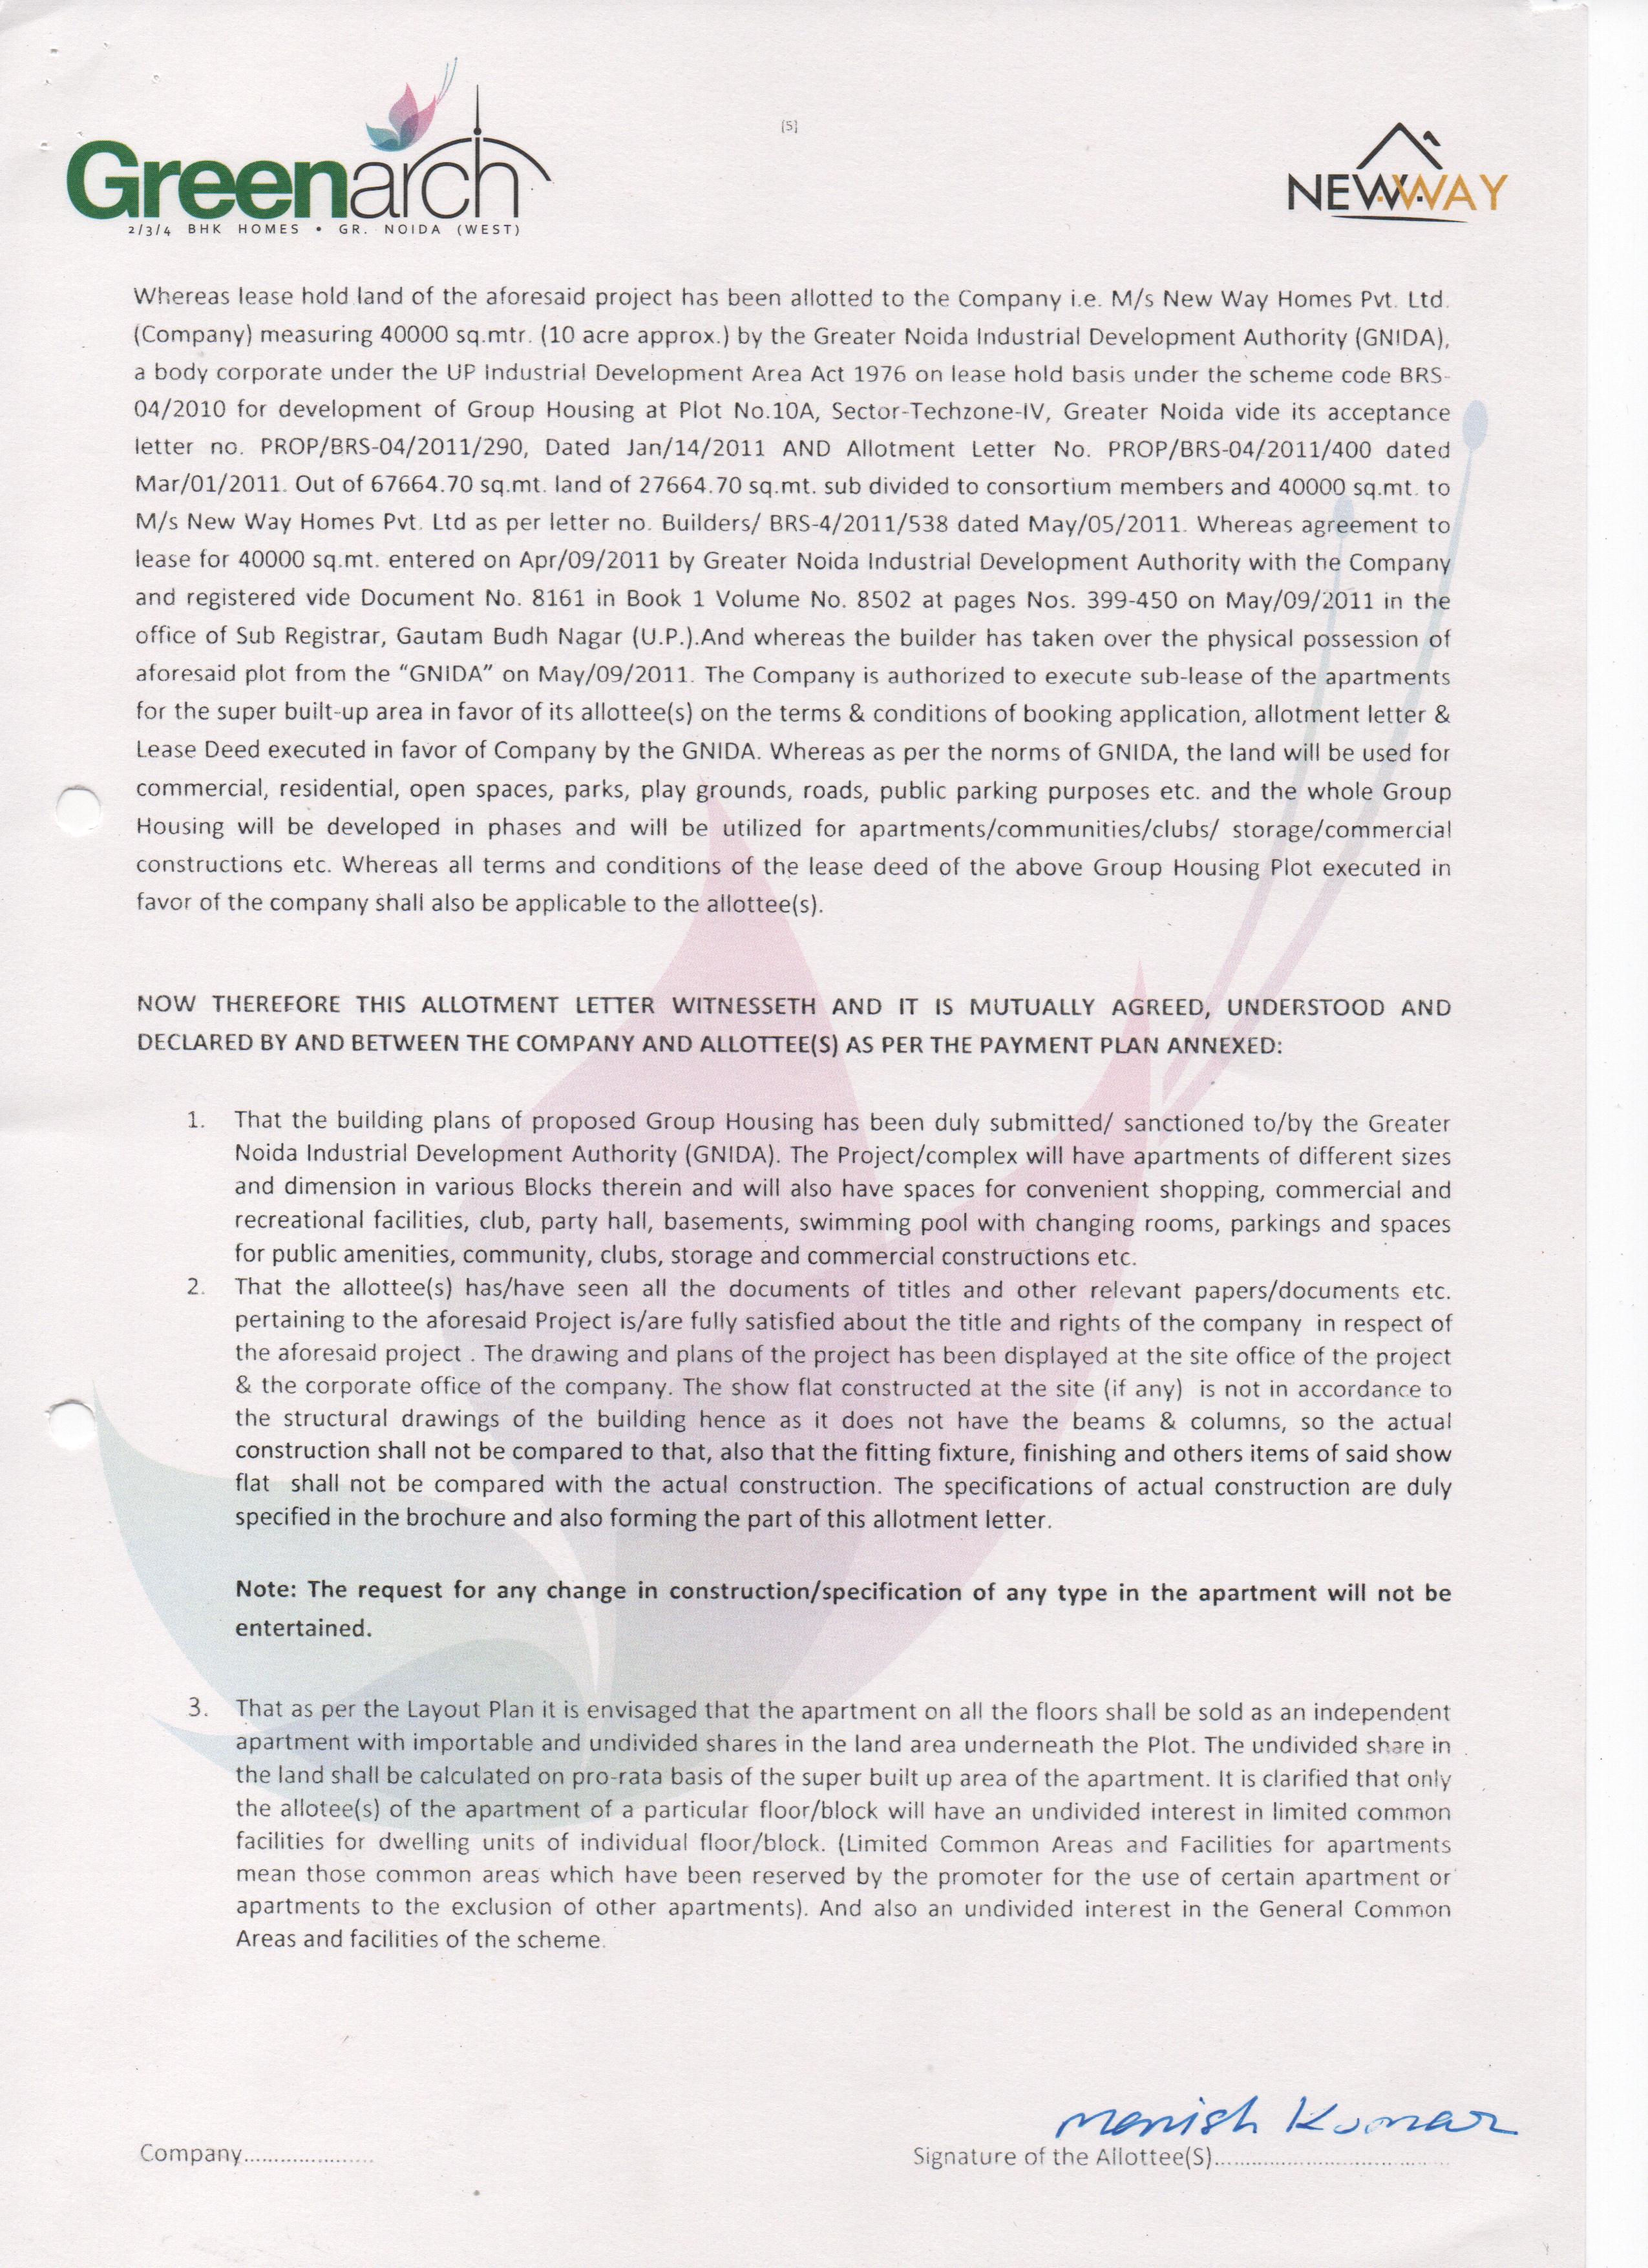 [5]
Greenarch
2/3/4 BHK HOMES • GR. NOIDA (WEST)
NEWWAY
Whereas lease hold land of the aforesaid project has been allotted to the Company i.e. M/s New Way Homes Pvt. Ltd.
(Company) measuring 40000 sq.mtr. (10 acre approx.) by the Greater Noida Industrial Development Authority (GNIDA),
a body corporate under the UP Industrial Development Area Act 1976 on lease hold basis under the scheme code BRS-
04/2010 for development of Group Housing at Plot No.10A, Sector-Techzone-IV, Greater Noida vide its acceptance
letter no. PROP/BRS-04/2011/290, Dated Jan/14/2011 AND Allotment Letter No. PROP/BRS-04/2011/400 dated
Mar/01/2011. Out of 67664.70 sq.mt. land of 27664.70 sq.mt. sub divided to consortium members and 40000 sq.mt. to
M/s New Way Homes Pvt. Ltd as per letter no. Builders/ BRS-4/2011/538 dated May/05/2011. Whereas agreement to
lease for 40000 sq.mt. entered on Apr/09/2011 by Greater Noida Industrial Development Authority with the Company
and registered vide Document No. 8161 in Book 1 Volume No. 8502 at pages Nos. 399-450 on May/09/2011 in the
office of Sub Registrar, Gautam Budh Nagar (U.P.).And whereas the builder has taken over the physical possession of
aforesaid plot from the “GNIDA” on May/09/2011. The Company is authorized to execute sub-lease of the apartments
for the super built-up area in favor of its allottee(s) on the terms & conditions of booking application, allotment letter &
Lease Deed executed in favor of Company by the GNIDA. Whereas as per the norms of GNIDA, the land will be used for
commercial, residential, open spaces, parks, play grounds, roads, public parking purposes etc. and the whole Group
Housing will be developed in phases and will be utilized for apartments/communities/clubs/ storage/commercial
constructions etc. Whereas all terms and conditions of the lease deed of the above Group Housing Plot executed in
favor of the company shall also be applicable to the allottee(s).
NOW THEREFORE THIS ALLOTMENT LETTER WITNESSETH AND IT IS MUTUALLY AGREED, UNDERSTOOD AND
DECLARED BY AND BETWEEN THE COMPANY AND ALLOTTEE(S) AS PER THE PAYMENT PLAN ANNEXED:
1. That the building plans of proposed Group Housing has been duly submitted/ sanctioned to/by the Greater
Noida Industrial Development Authority (GNIDA). The Project/complex will have apartments of different sizes
and dimension in various Blocks therein and will also have spaces for convenient shopping, commercial and
recreational facilities, club, party hall, basements, swimming pool with changing rooms, parkings and spaces
for public amenities, community, clubs, storage and commercial constructions etc.
2. That the allottee(s) has/have seen all the documents of titles and other relevant papers/documents etc.
pertaining to the aforesaid Project is/are fully satisfied about the title and rights of the company in respect of
the aforesaid project . The drawing and plans of the project has been displayed at the site office of the project
& the corporate office of the company. The show flat constructed at the site (if any) is not in accordance to
the structural drawings of the building hence as it does not have the beams & columns, so the actual
construction shall not be compared to that, also that the fitting fixture, finishing and others items of said show
flat shall not be compared with the actual construction. The specifications of actual construction are duly
specified in the brochure and also forming the part of this allotment letter.
Note: The request for any change in construction/specification of any type in the apartment will not be
entertained.
3. That as per the Layout Plan it is envisaged that the apartment on all the floors shall be sold as an independent
apartment with importable and undivided shares in the land area underneath the Plot. The undivided share in
the land shall be calculated on pro-rata basis of the super built up area of the apartment. It is clarified that only
the allotee(s) of the apartment of a particular floor/block will have an undivided interest in limited common
facilities for dwelling units of individual floor/block. (Limited Common Areas and Facilities for apartments
mean those common areas which have been reserved by the promoter for the use of certain apartment or
apartments to the exclusion of other apartments). And also an undivided interest in the General Common
Areas and facilities of the scheme.
Manish Kumar
Company.....................
Signature of the Allottee(S).......................................